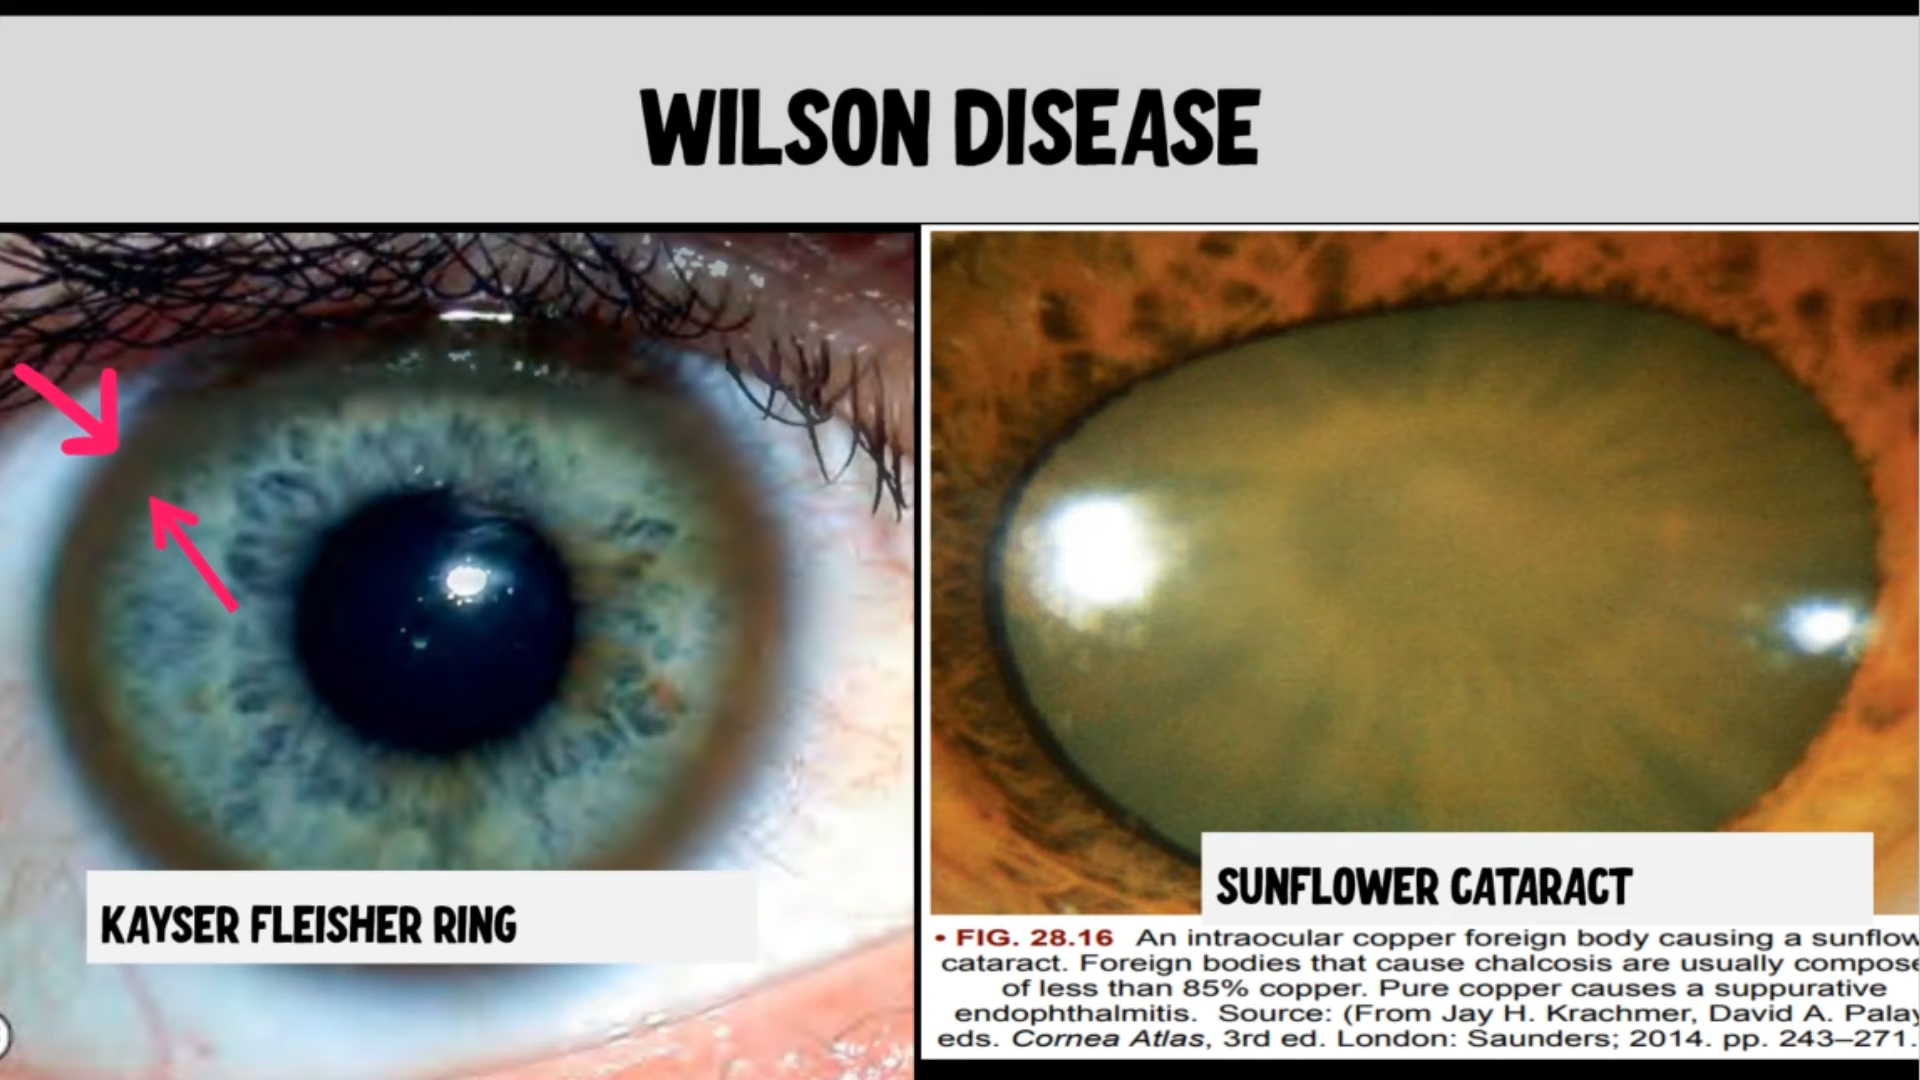 WILSON DISEASE
KAYSER FLEISHER RING
SUNFLOWER CATARACT
• FIG. 28.16 An intraocular copper foreign body causing a sunflow
cataract. Foreign bodies that cause chalcosis are usually compose
of less than 85% copper. Pure copper causes a suppurative
endophthalmitis. Source: (From Jay H. Krachmer, David A. Palay
eds. Cornea Atlas, 3rd ed. London: Saunders; 2014. pp. 243–271.